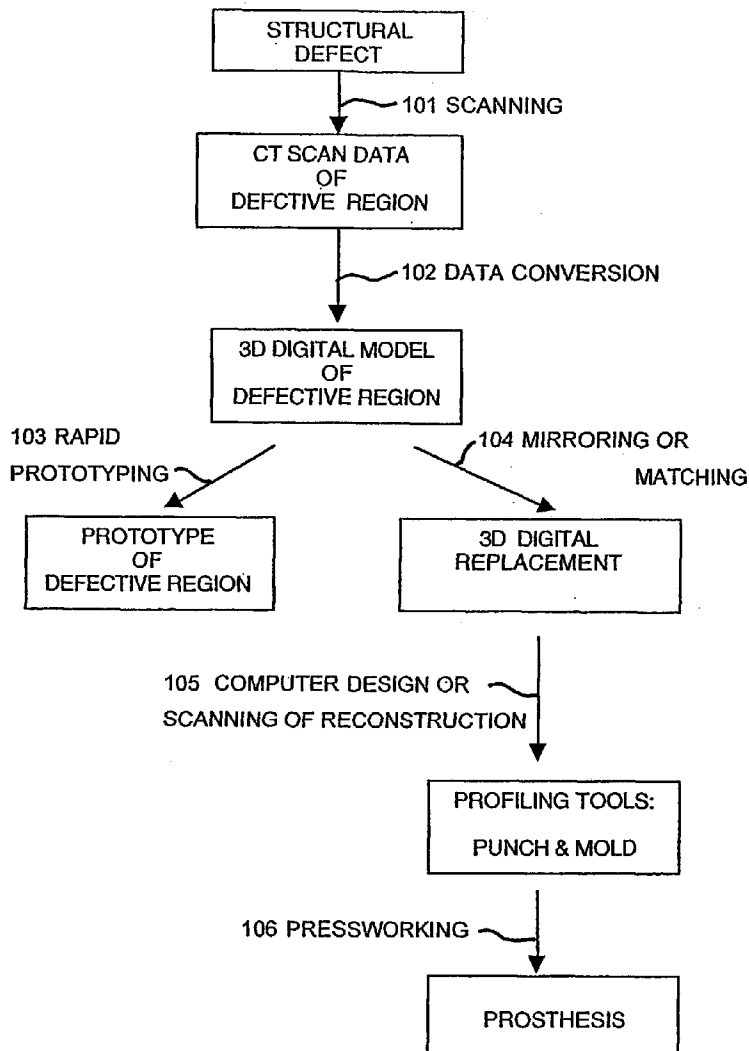 STRUCTURAL
DEFECT
101 SCANNING
CT SCAN DATA
OF
DEFCTIVE REGION
102 DATA CONVERSION
3D DIGITAL MODEL
OF
DEFECTIVE REGION
103 RAPID
PROTOTYPING
104 MIRRORING OR
MATCHING
PROTOTYPE
OF
DEFECTIVE REGION
3D DIGITAL
REPLACEMENT
105 COMPUTER DESIGN OR
SCANNING OF RECONSTRUCTION
PROFILING TOOLS:
PUNCH & MOLD
106 PRESSWORKING
PROSTHESIS